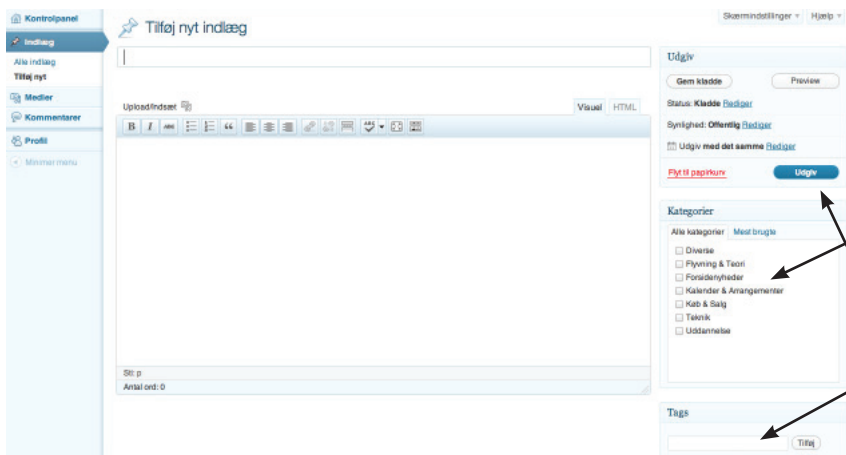 Kontrolpanel
Indlæg
Alle indlæg
Tilføj nyt
Medier
Kommentarer
Profil
Minimer menu
Skærmindstillinger
Hjælp
Tilføj nyt indlæg
Upload/Indsæt
Visual
HTML
B I ABC
ABC
Sti: p
Antal ord: 0
Udgiv
Gem kladde
Preview
Status: Kladde Rediger
Synlighed: Offentlig Rediger
Udgiv med det samme Rediger
Flyt til papirkurv
Udgiv
Kategorier
Alle kategorier
Mest brugte
Diverse
Flyvning & Teori
Forsidenyheder
Kalender & Arrangementer
Køb & Salg
Teknik
Uddannelse
Tags
Tilføj